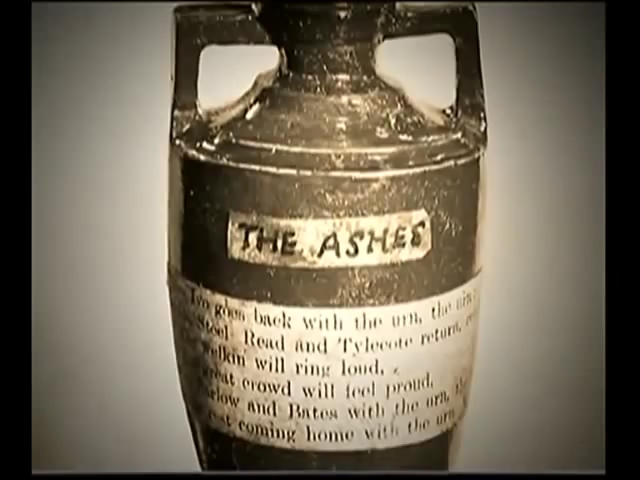 THE ASHES
goes back with the urn, the urn
Read and Tylecote return,
will ring loud,
crowd will feel proud,
and Bates with the urn,
coming home with the urn